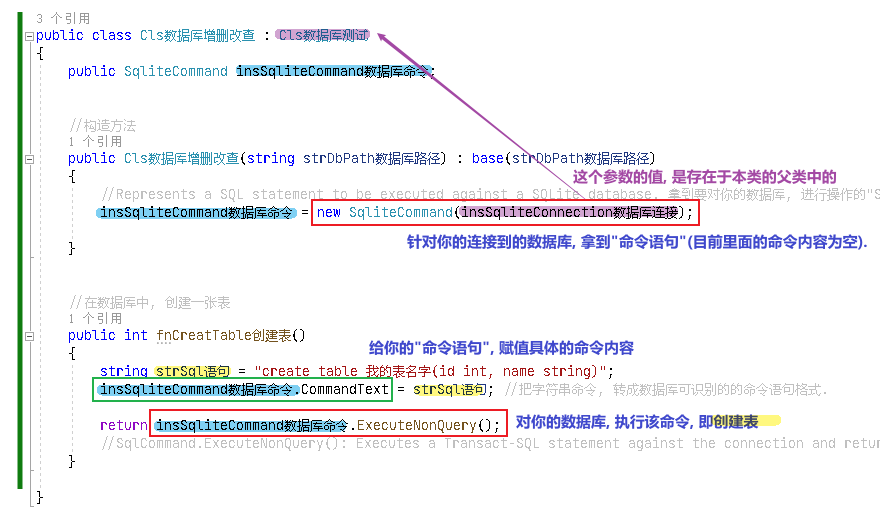 3 个引用
public class Cls数据库增删改查 : Cls数据库测试
{
public SqliteCommand insSqliteCommand数据库命令;
//构造方法
1 个引用
public Cls数据库增删改查(string strDbPath数据库路径) : base(strDbPath数据库路径)
这个参数的值, 是存在于本类的父类中的
{
//Represents a SQL statement to be executed against a SQLite database. 拿到要对你的数据库, 进行操作的"S
insSqliteCommand数据库命令 = new SqliteCommand(insSqliteConnection数据库连接);
针对你的连接到的数据库, 拿到"命令语句"(目前里面的命令内容为空).
}
//在数据库中, 创建一张表
1 个引用
public int fnCreatTable创建表()
给你的"命令语句", 赋值具体的命令内容
{
string strSql语句 = "create table 我的表名字(id int, name string)";
insSqliteCommand数据库命令.CommandText = strSql语句; //把字符串命令, 转成数据库可识别的的命令语句格式.
return insSqliteCommand数据库命令.ExecuteNonQuery(); 对你的数据库, 执行该命令, 即创建表
//SqlCommand.ExecuteNonQuery(): Executes a Transact-SQL statement against the connection and retur
}
}